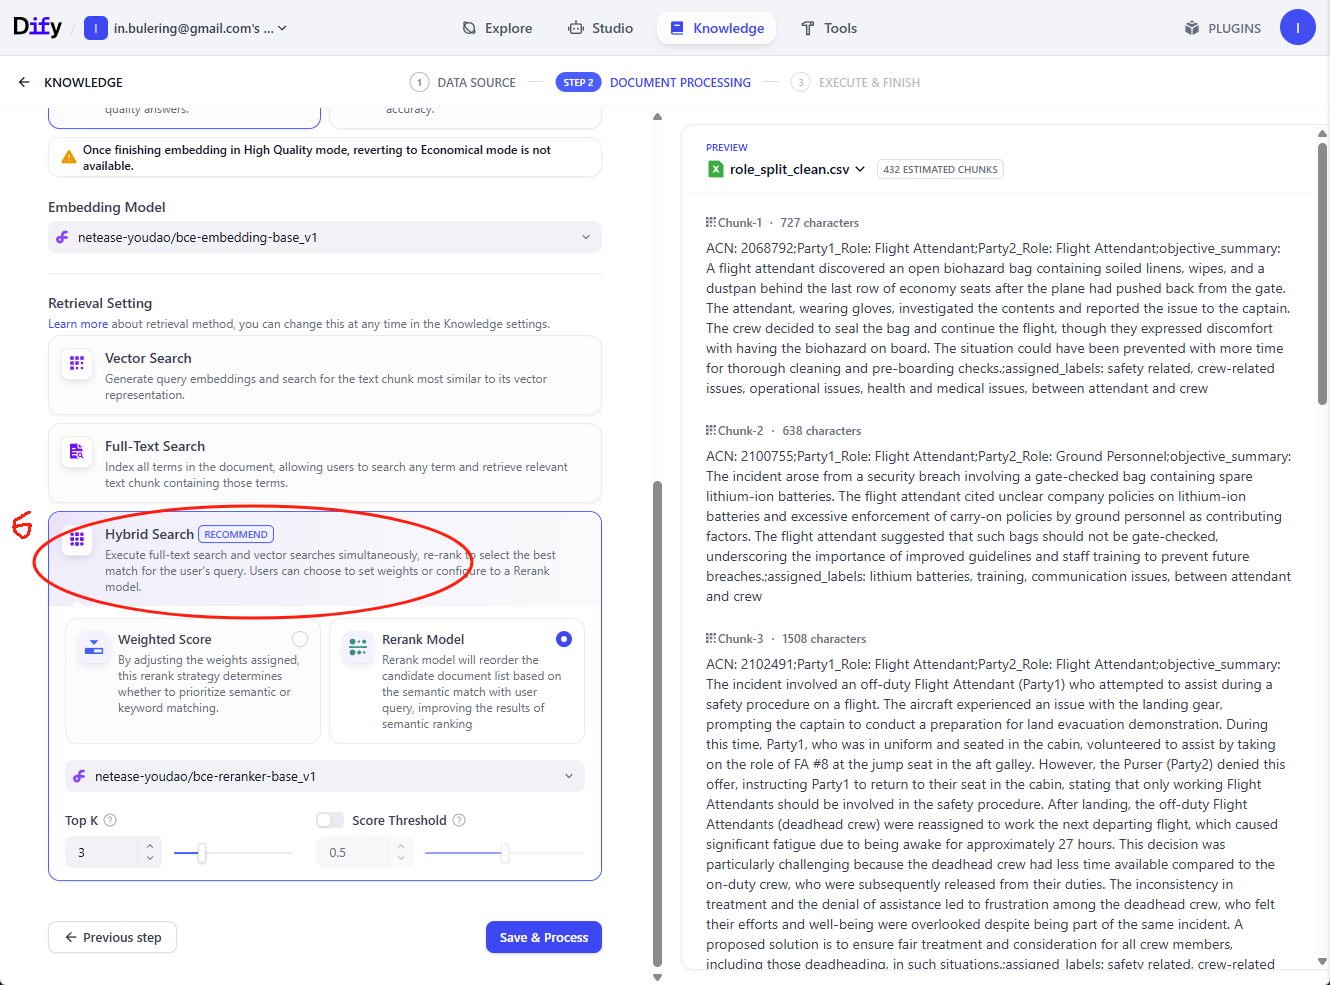 Dify / I in.bulering@gmail.com's ... Explore Studio Knowledge Tools PLUGINS I
KNOWLEDGE 1 DATA SOURCE STEP 2 DOCUMENT PROCESSING 3 EXECUTE & FINISH
quality answers. accuracy.
Once finishing embedding in High Quality mode, reverting to Economical mode is not
available.
Embedding Model
netease-youdao/bce-embedding-base_v1
Retrieval Setting
Learn more about retrieval method, you can change this at any time in the Knowledge settings.
Vector Search
Generate query embeddings and search for the text chunk most similar to its vector
representation.
Full-Text Search
Index all terms in the document, allowing users to search any term and retrieve relevant
text chunk containing those terms.
6
Hybrid Search RECOMMEND
Execute full-text search and vector searches simultaneously, re-rank to select the best
match for the user's query. Users can choose to set weights or configure to a Rerank
model.
Weighted Score
By adjusting the weights assigned,
this rerank strategy determines
whether to prioritize semantic or
keyword matching.
Rerank Model
Rerank model will reorder the
candidate document list based on
the semantic match with user
query, improving the results of
semantic ranking
netease-youdao/bce-reranker-base_v1
Top K ? Score Threshold ?
3 0.5
Previous step Save & Process
PREVIEW
role_split_clean.csv 432 ESTIMATED CHUNKS
Chunk-1 · 727 characters
ACN: 2068792;Party1_Role: Flight Attendant;Party2_Role: Flight Attendant;objective_summary:
A flight attendant discovered an open biohazard bag containing soiled linens, wipes, and a
dustpan behind the last row of economy seats after the plane had pushed back from the gate.
The attendant, wearing gloves, investigated the contents and reported the issue to the captain.
The crew decided to seal the bag and continue the flight, though they expressed discomfort
with having the biohazard on board. The situation could have been prevented with more time
for thorough cleaning and pre-boarding checks.;assigned_labels: safety related, crew-related
issues, operational issues, health and medical issues, between attendant and crew
Chunk-2 · 638 characters
ACN: 2100755;Party1_Role: Flight Attendant;Party2_Role: Ground Personnel;objective_summary:
The incident arose from a security breach involving a gate-checked bag containing spare
lithium-ion batteries. The flight attendant cited unclear company policies on lithium-ion
batteries and excessive enforcement of carry-on policies by ground personnel as contributing
factors. The flight attendant suggested that such bags should not be gate-checked,
underscoring the importance of improved guidelines and staff training to prevent future
breaches.;assigned_labels: lithium batteries, training, communication issues, between attendant
and crew
Chunk-3 · 1508 characters
ACN: 2102491;Party1_Role: Flight Attendant;Party2_Role: Flight Attendant;objective_summary:
The incident involved an off-duty Flight Attendant (Party1) who attempted to assist during a
safety procedure on a flight. The aircraft experienced an issue with the landing gear,
prompting the captain to conduct a preparation for land evacuation demonstration. During
this time, Party1, who was in uniform and seated in the cabin, volunteered to assist by taking
on the role of FA #8 at the jump seat in the aft galley. However, the Purser (Party2) denied this
offer, instructing Party1 to return to their seat in the cabin, stating that only working Flight
Attendants should be involved in the safety procedure. After landing, the off-duty Flight
Attendants (deadhead crew) were reassigned to work the next departing flight, which caused
significant fatigue due to being awake for approximately 27 hours. This decision was
particularly challenging because the deadhead crew had less time available compared to the
on-duty crew, who were subsequently released from their duties. The inconsistency in
treatment and the denial of assistance led to frustration among the deadhead crew, who felt
their efforts and well-being were overlooked despite being part of the same incident. A
proposed solution is to ensure fair treatment and consideration for all crew members,
including those deadheading, in such situations.;assigned_labels: safety related, crew-related